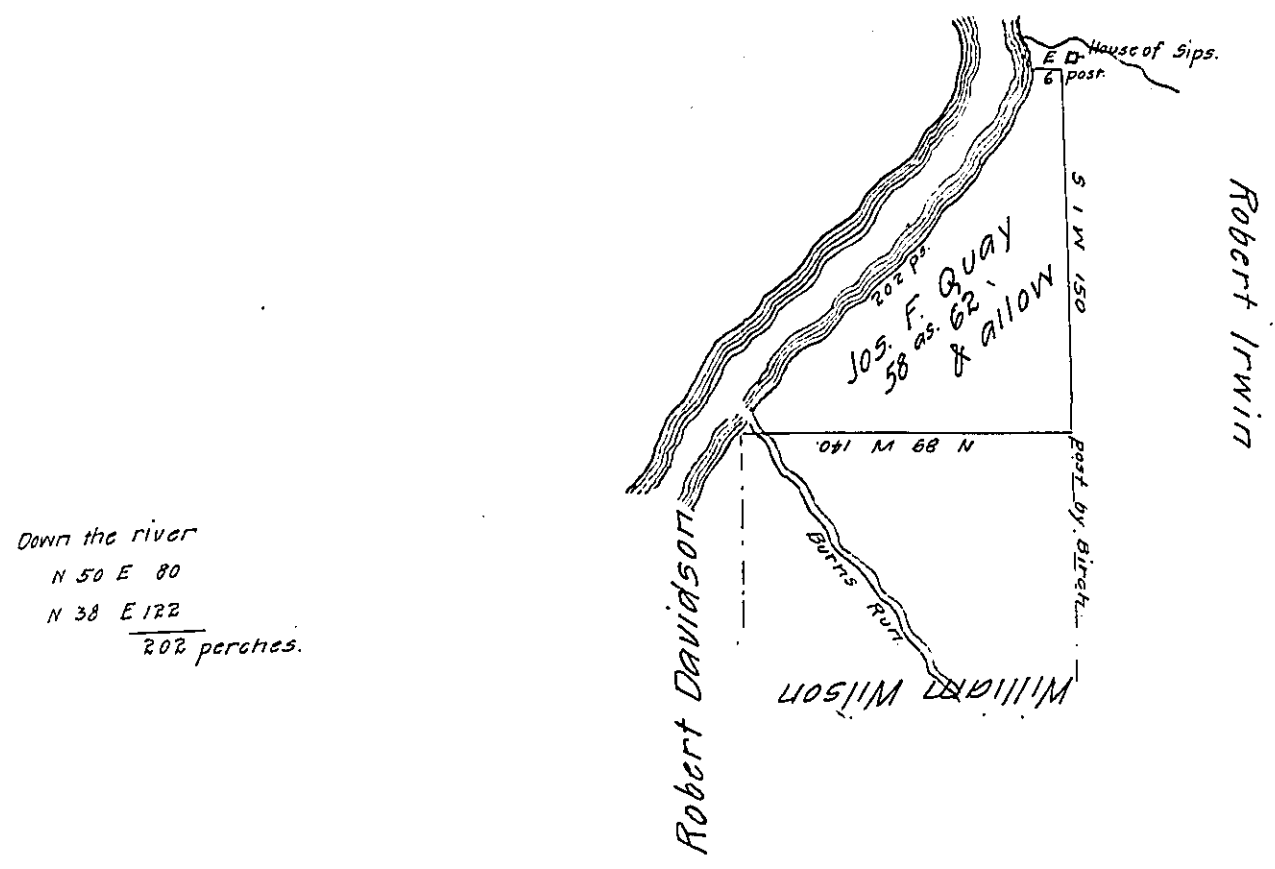 House of Sips.
E
6 post.
S 1 W 150
Robert Irwin
202 ps.
Jos. F. Quay
58 as. 62
& allow
N 89 W 140.
post by Birch
Burns Run
William Wilson
Robert Davidson
Down the river
N 50 E 80
N 38 E 122
202 perches.